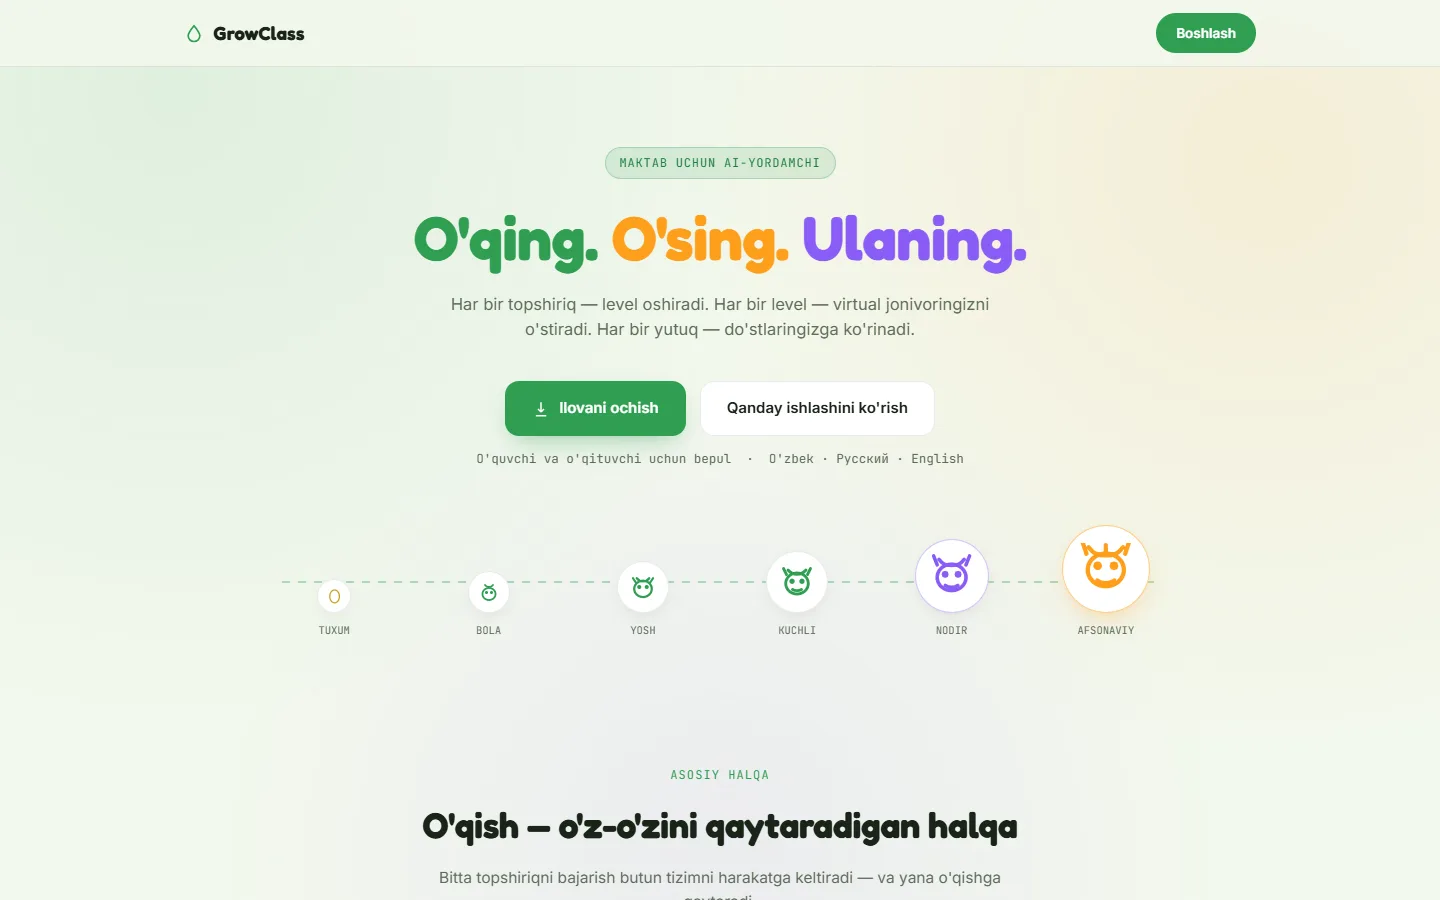 GrowClass
Boshlash
MAKTAB UCHUN AI-YORDAMCHI
O'qing. O'sing. Ulaning.
Har bir topshiriq — level oshiradi. Har bir level — virtual jonivoringizni
o'stiradi. Har bir yutuq — do'stlaringizga ko'rinadi.
Ilovani ochish
Qanday ishlashini ko'rish
O'quvchi va o'qituvchi uchun bepul · O'zbek · Русский · English
TUXUM
BOLA
YOSH
KUCHLI
NODIR
AFSONAVIY
ASOSIY HALQA
O'qish — o'z-o'zini qaytaradigan halqa
Bitta topshiriqni bajarish butun tizimni harakatga keltiradi — va yana o'qishga